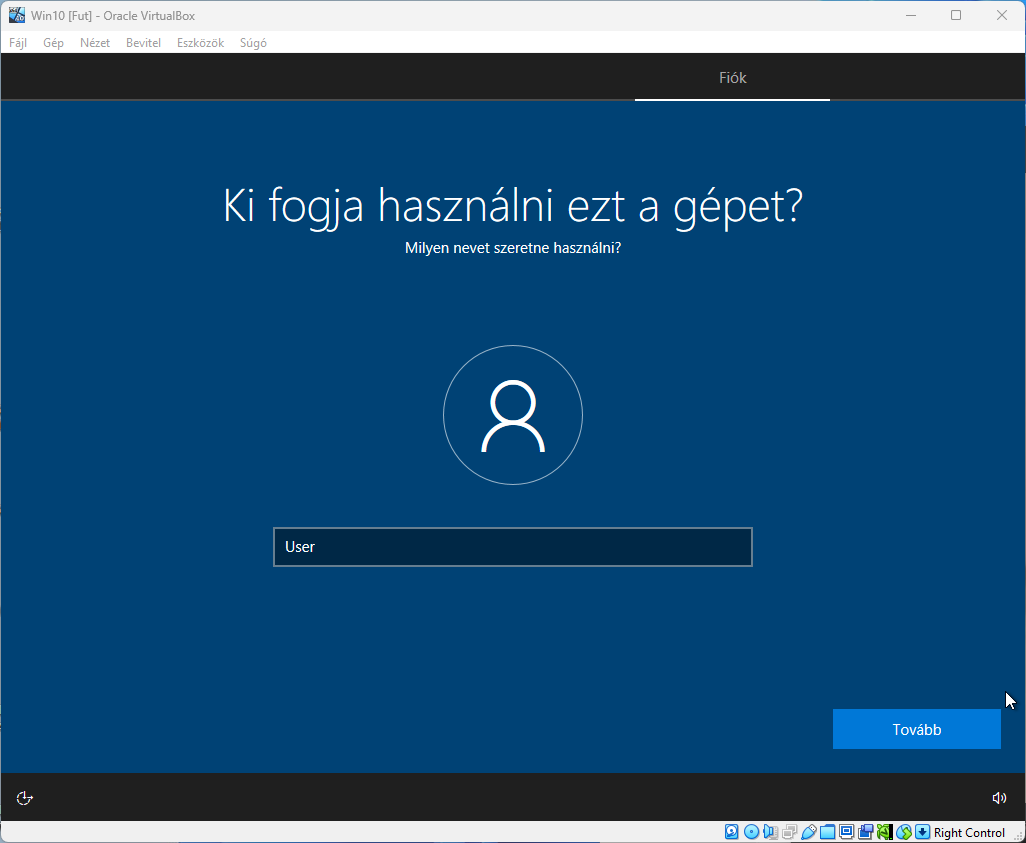 Win10 [Fut] - Oracle VirtualBox
Fájl Gép Nézet Bevitel Eszközök Súgó
Fiók
Ki fogja használni ezt a gépet?
Milyen nevet szeretne használni?
User
Tovább
Right Control